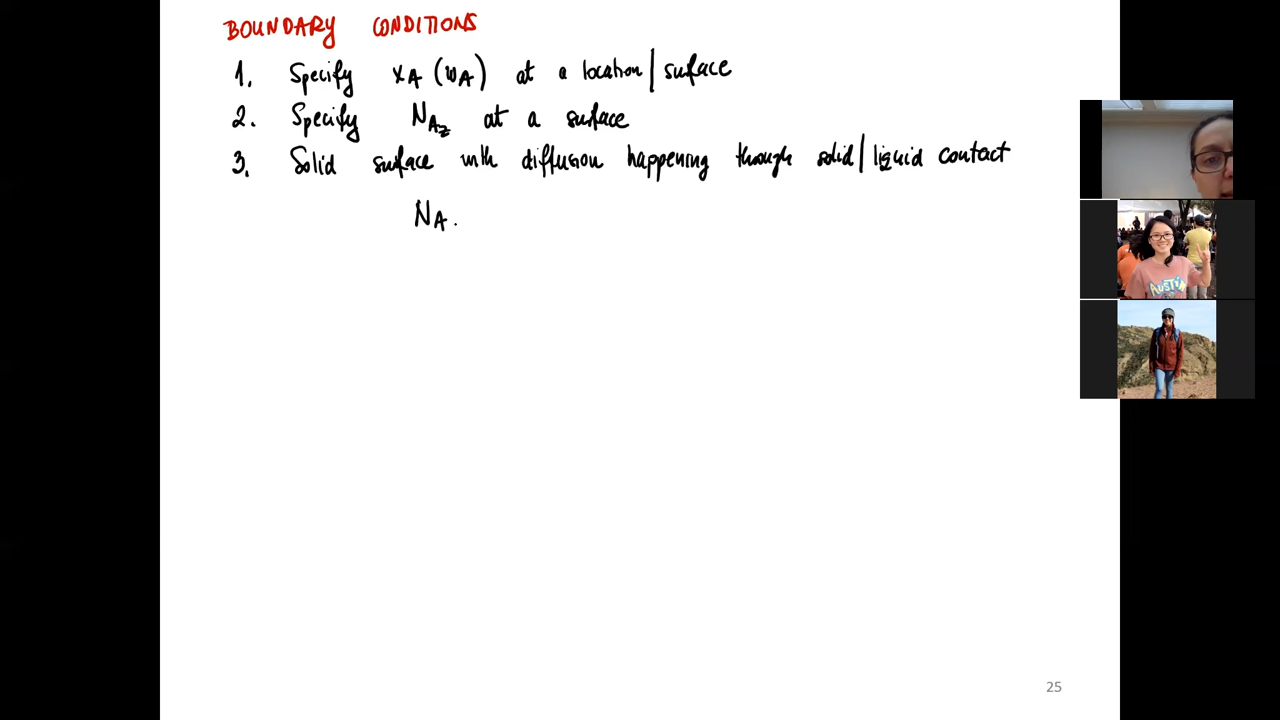 BOUNDARY CONDITIONS
1. Specify xA (ωA) at a location/surface
2. Specify NAz at a surface
3. Solid surface with diffusion happening through solid/liquid contact
NA.
AUSTIN
25